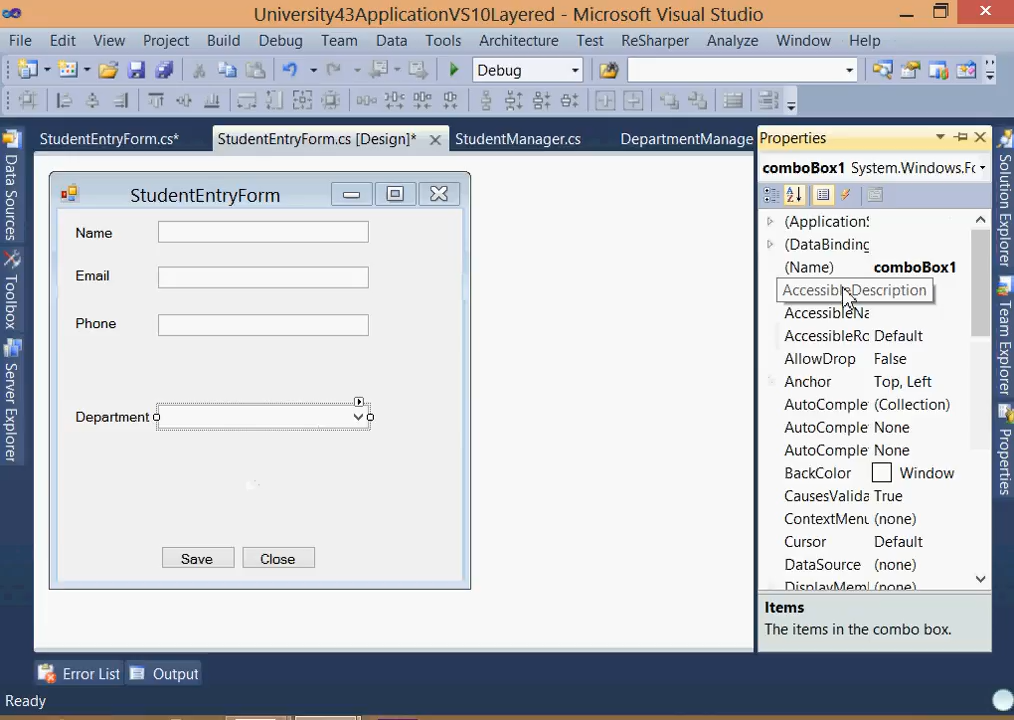 University43ApplicationVS10Layered - Microsoft Visual Studio
File Edit View Project Build Debug Team Data Tools Architecture Test ReSharper Analyze Window Help
Debug
StudentEntryForm.cs* StudentEntryForm.cs [Design]* StudentManager.cs DepartmentManage
Data Sources
Toolbox
Server Explorer
StudentEntryForm
Name
Email
Phone
Department
Save Close
Properties
comboBox1 System.Windows.Fo
(Application
(DataBinding
(Name) comboBox1
AccessibleDescription
AccessibleNa
AccessibleRo Default
AllowDrop False
Anchor Top, Left
AutoComple (Collection)
AutoComple None
AutoComple None
BackColor Window
CausesValida True
ContextMenu (none)
Cursor Default
DataSource (none)
DisplayMem (none)
Items
The items in the combo box.
Solution Explorer
Team Explorer
Properties
Error List Output
Ready